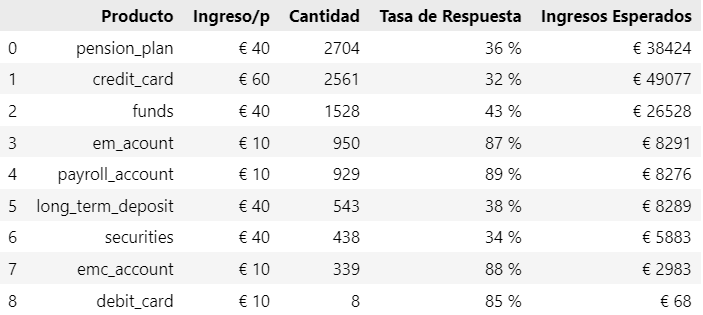 Producto Ingreso/p Cantidad Tasa de Respuesta Ingresos Esperados
0 pension_plan € 40 2704 36 % € 38424
1 credit_card € 60 2561 32 % € 49077
2 funds € 40 1528 43 % € 26528
3 em_acount € 10 950 87 % € 8291
4 payroll_account € 10 929 89 % € 8276
5 long_term_deposit € 40 543 38 % € 8289
6 securities € 40 438 34 % € 5883
7 emc_account € 10 339 88 % € 2983
8 debit_card € 10 8 85 % € 68